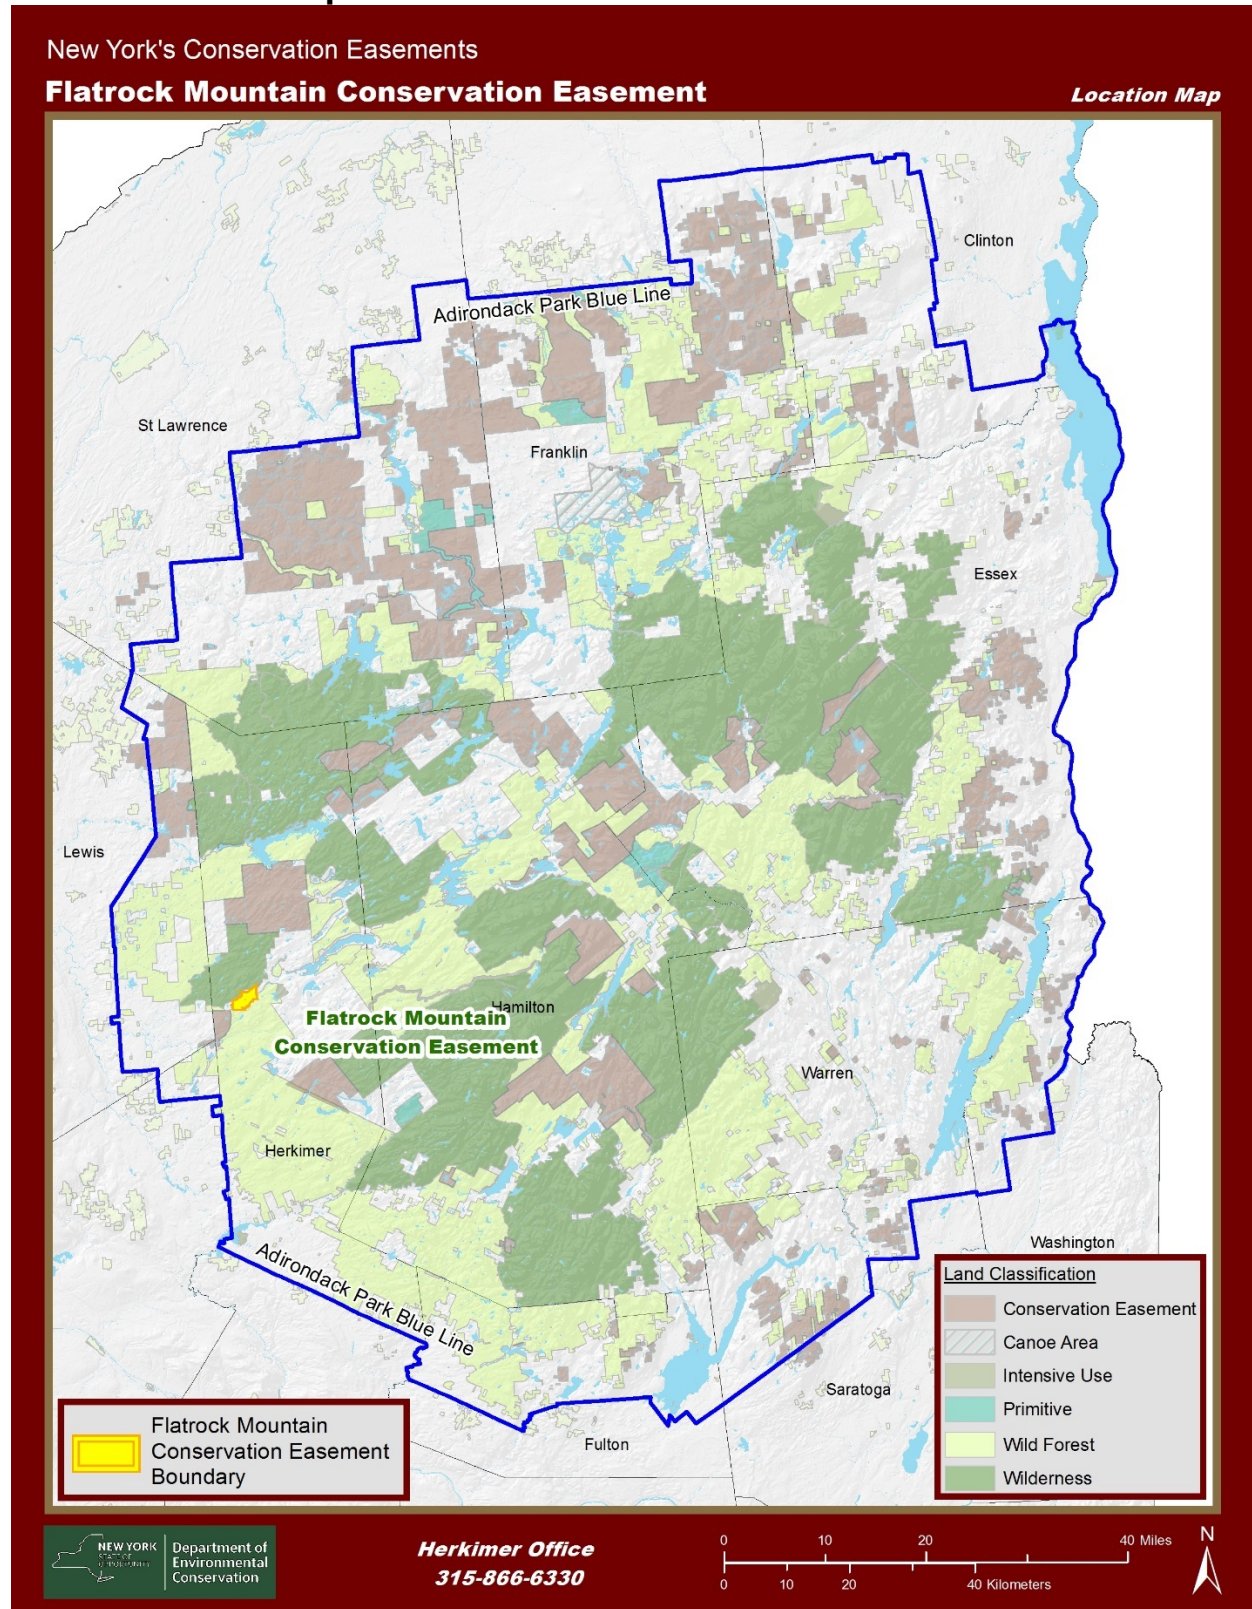 New York's Conservation Easements
Flatrock Mountain Conservation Easement
Location Map
Clinton
Adirondack Park Blue Line
St Lawrence
Franklin
Essex
Lewis
Hamilton
Flatrock Mountain
Conservation Easement
Warren
Herkimer
Adirondack Park Blue Line
Washington
Saratoga
Fulton
Land Classification
Conservation Easement
Canoe Area
Intensive Use
Primitive
Wild Forest
Wilderness
Flatrock Mountain
Conservation Easement
Boundary
NEW YORK
STATE OF
OPPORTUNITY
Department of
Environmental
Conservation
Herkimer Office
315-866-6330
0 10 20 40 Miles
0 10 20 40 Kilometers
N